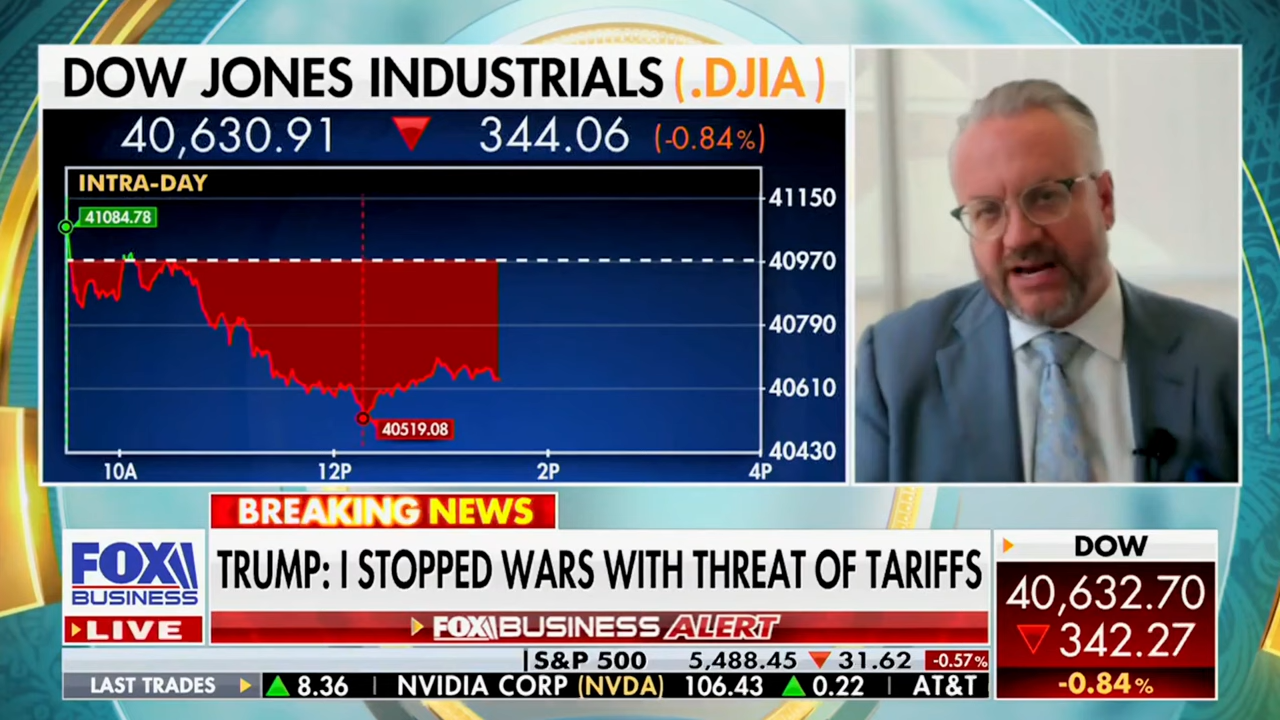 DOW JONES INDUSTRIALS (.DJIA)
40,630.91 ▼ 344.06 (-0.84%)
INTRA-DAY
41084.78
40519.08
41150
40970
40790
40610
40430
10A 12P 2P 4P
BREAKING NEWS
FOX BUSINESS
LIVE
TRUMP: I STOPPED WARS WITH THREAT OF TARIFFS
FOX BUSINESS ALERT
DOW
40,632.70
▼ 342.27
-0.84%
S&P 500 5,488.45 ▼ 31.62 -0.57%
LAST TRADES ▲ 8.36 | NVIDIA CORP (NVDA) 106.43 ▲ 0.22 | AT&T